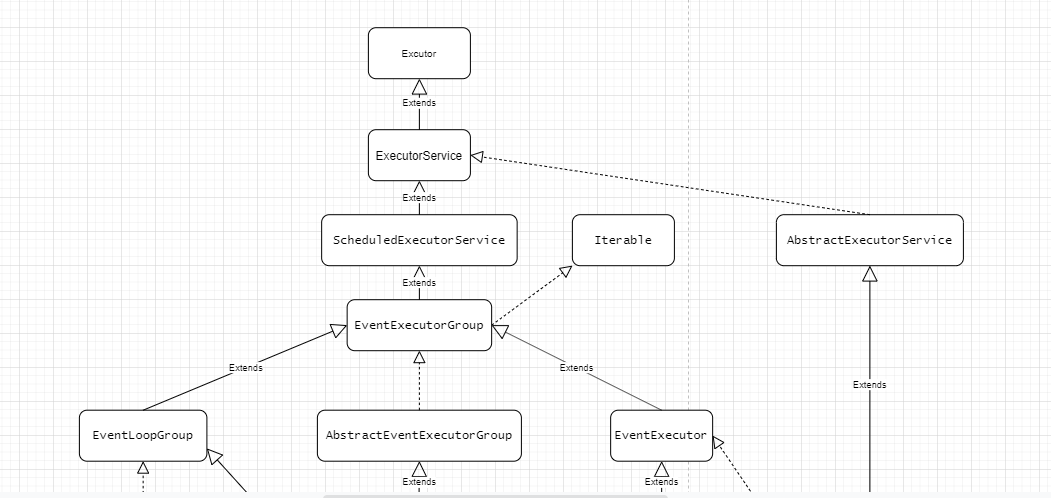 Excutor
Extends
ExecutorService
Extends
ScheduledExecutorService
Iterable
AbstractExecutorService
Extends
EventExecutorGroup
Extends
Extends
Extends
EventLoopGroup
AbstractEventExecutorGroup
EventExecutor
Extends
Extends